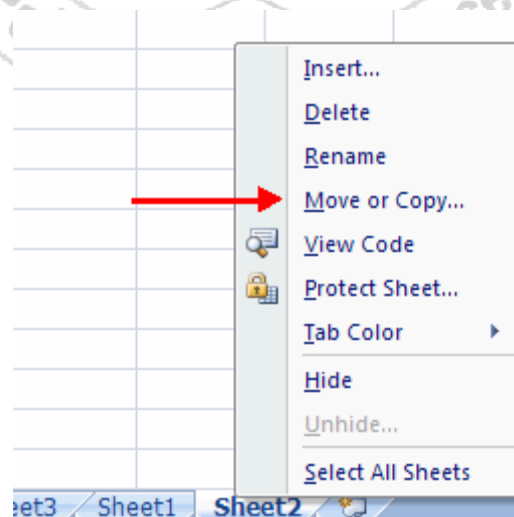 Insert...
Delete
Rename
Move or Copy...
View Code
Protect Sheet...
Tab Color
Hide
Unhide...
Select All Sheets
eet3 Sheet1 Sheet2